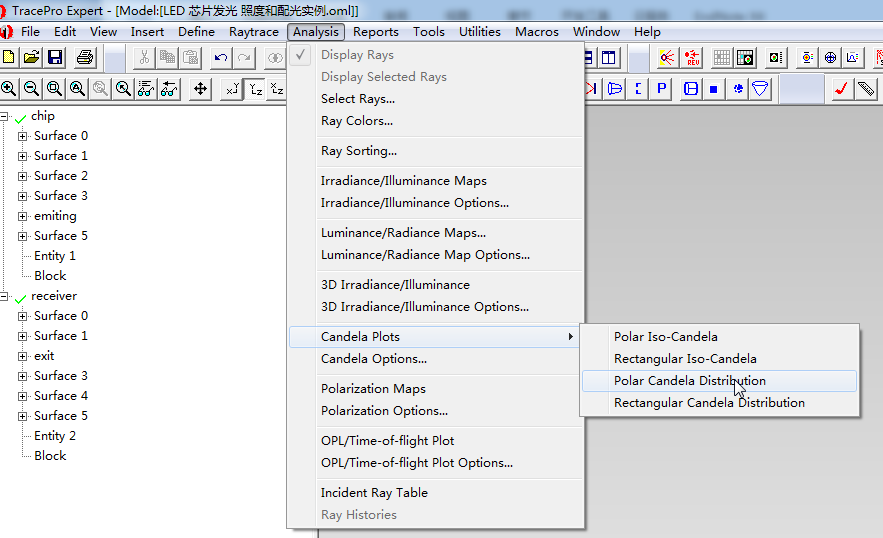 TracePro Expert - [Model:[LED 芯片发光 照度和配光实例.oml]]
File Edit View Insert Define Raytrace Analysis Reports Tools Utilities Macros Window Help
REV
xY Yz Xz P
chip
Surface 0
Surface 1
Surface 2
Surface 3
emiting
Surface 5
Entity 1
Block
receiver
Surface 0
Surface 1
exit
Surface 3
Surface 4
Surface 5
Entity 2
Block
Display Rays
Display Selected Rays
Select Rays...
Ray Colors...
Ray Sorting...
Irradiance/Illuminance Maps
Irradiance/Illuminance Options...
Luminance/Radiance Maps...
Luminance/Radiance Map Options...
3D Irradiance/Illuminance
3D Irradiance/Illuminance Options...
Candela Plots
Candela Options...
Polarization Maps
Polarization Options...
OPL/Time-of-flight Plot
OPL/Time-of-flight Plot Options...
Incident Ray Table
Ray Histories
Polar Iso-Candela
Rectangular Iso-Candela
Polar Candela Distribution
Rectangular Candela Distribution